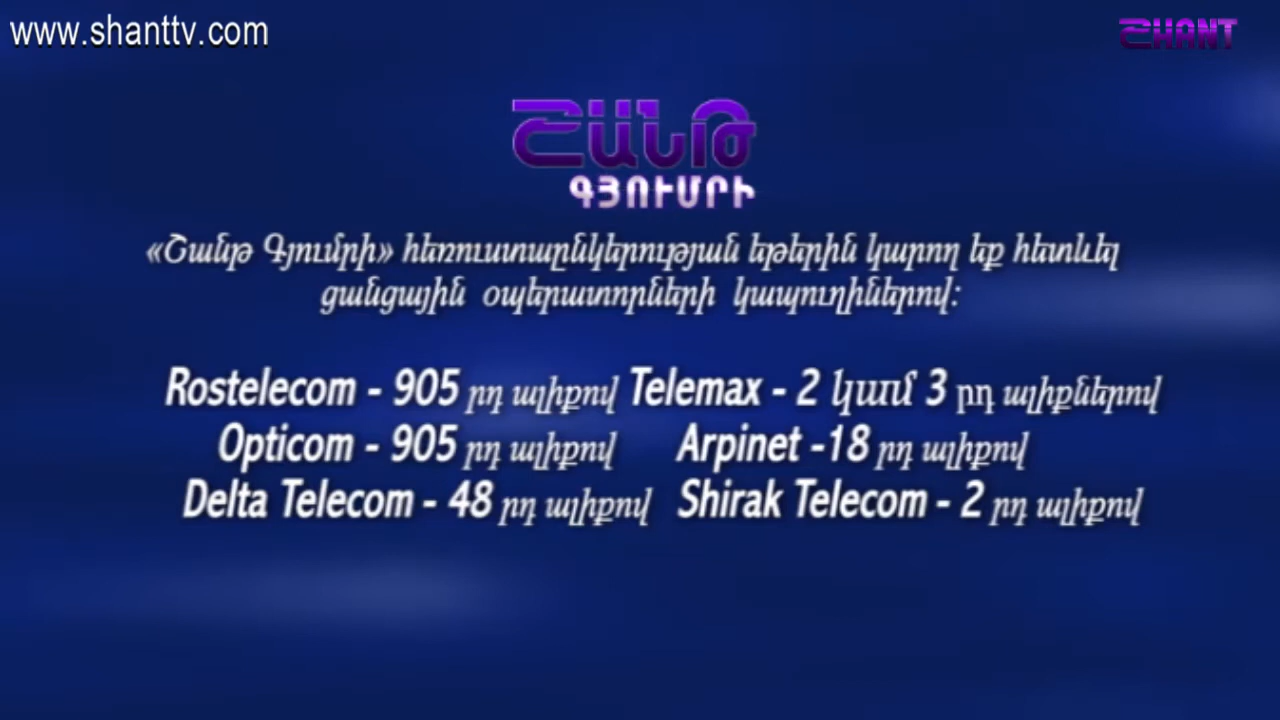 www.shanttv.com
SHANT
ՇԱՆԹ
ԳՅՈՒՄՐԻ
«Շանթ Գյումրի» հեռուստաընկերության եթերին կարող եք հետևել
ցանցային օպերատորների կապուղիներով:
Rostelecom - 905 րդ ալիքով Telemax - 2 կամ 3 րդ ալիքներով
Opticom - 905 րդ ալիքով Arpinet -18 րդ ալիքով
Delta Telecom - 48 րդ ալիքով Shirak Telecom - 2 րդ ալիքով